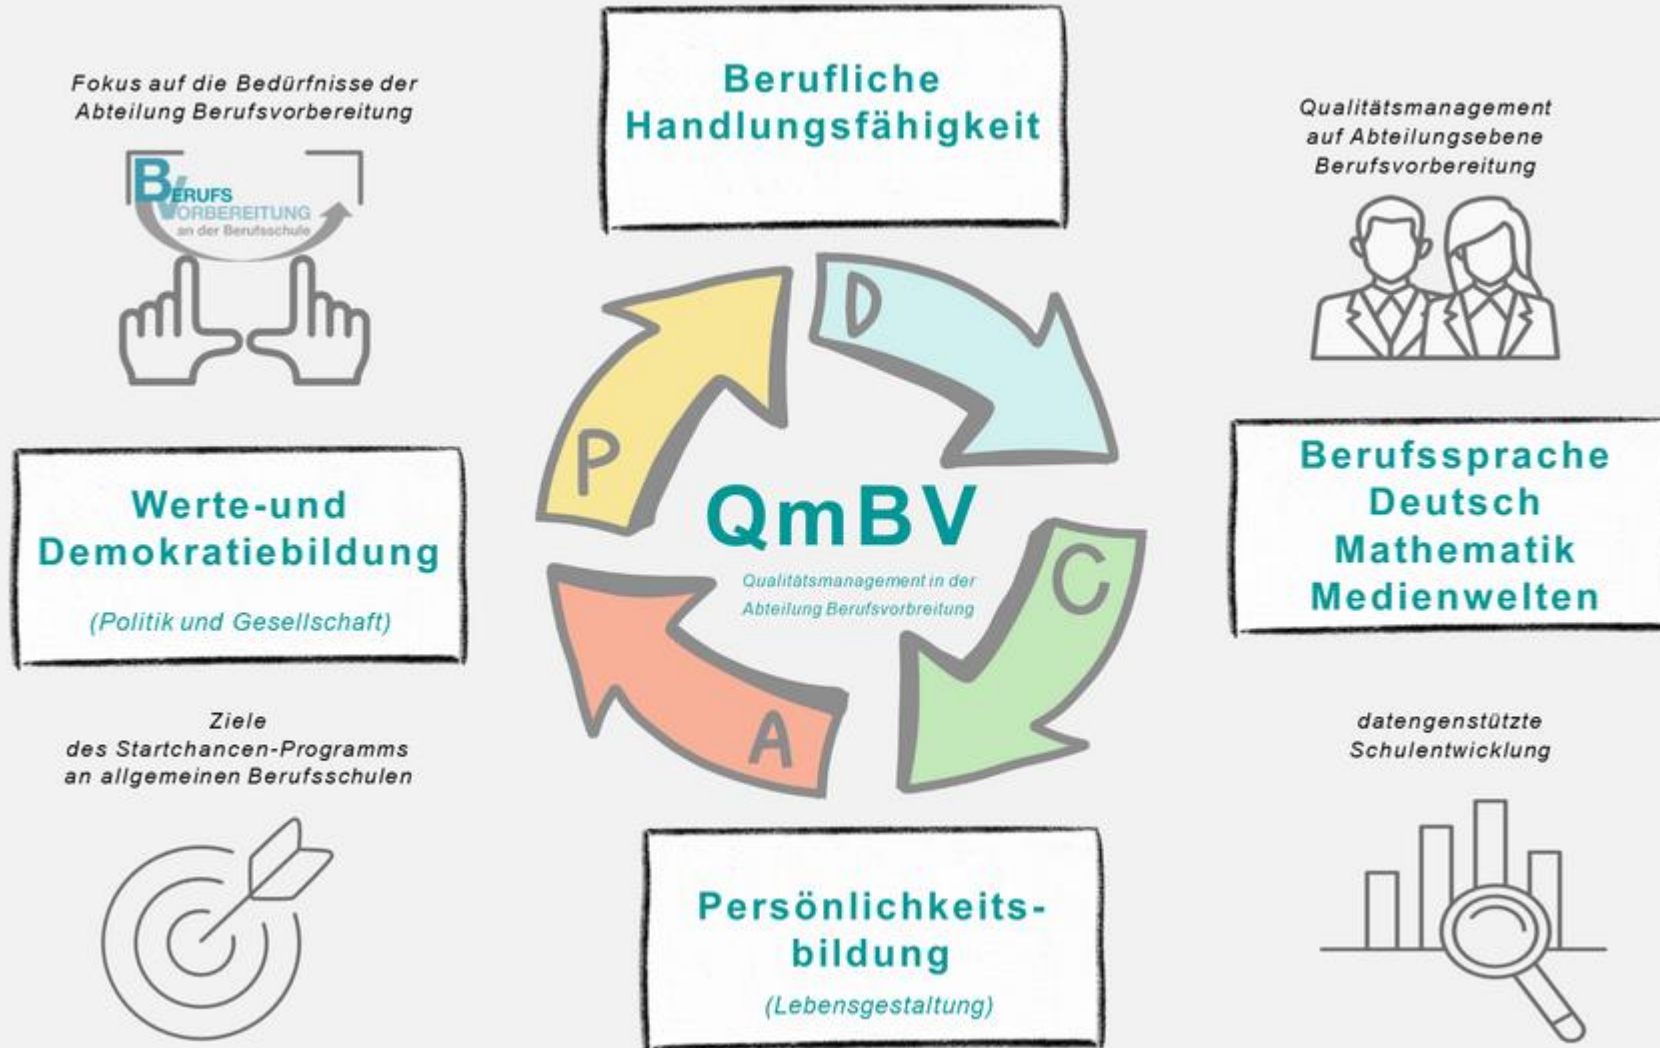 Fokus auf die Bedürfnisse der
Abteilung Berufsvorbereitung
BERUFS
VORBEREITUNG
an der Berufsschule
Berufliche
Handlungsfähigkeit
Qualitätsmanagement
auf Abteilungsebene
Berufsvorbereitung
P
D
C
A
QmBV
Qualitätsmanagement in der
Abteilung Berufsvorbreitung
Werte-und
Demokratiebildung
(Politik und Gesellschaft)
Berufssprache
Deutsch
Mathematik
Medienwelten
Ziele
des Startchancen-Programms
an allgemeinen Berufsschulen
Persönlichkeits-
bildung
(Lebensgestaltung)
datengenstützte
Schulentwicklung